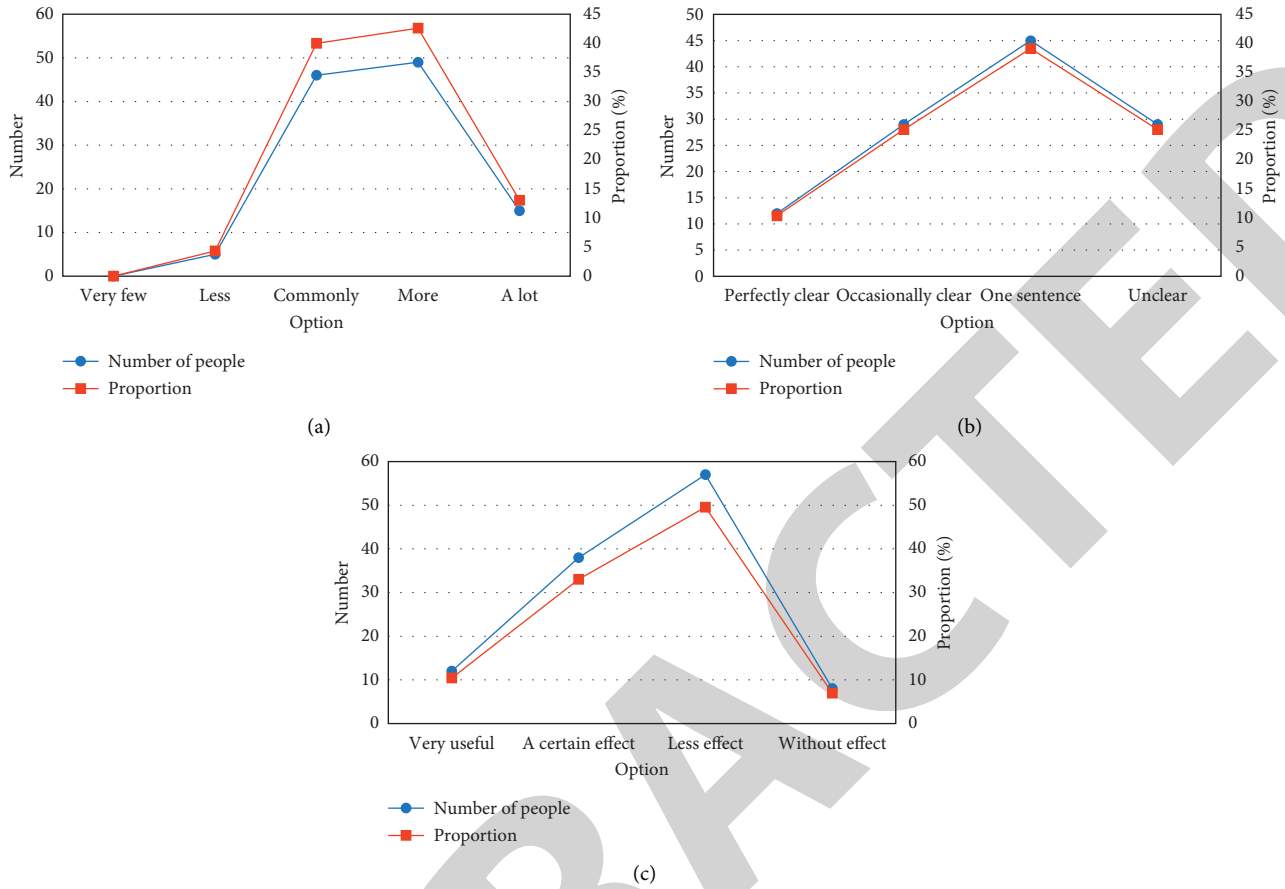 60
50
40
30
20
10
0
Number
45
40
35
30
25
20
15
10
5
0
Proportion (%)
Very few Less Commonly More A lot
Option
Number of people
Proportion
(a)
50
45
40
35
30
25
20
15
10
5
0
Number
45
40
35
30
25
20
15
10
5
0
Proportion (%)
Perfectly clear Occasionally clear One sentence Unclear
Option
Number of people
Proportion
(b)
60
50
40
30
20
10
0
Number
60
50
40
30
20
10
0
Proportion (%)
Very useful A certain effect Less effect Without effect
Option
Number of people
Proportion
(c)